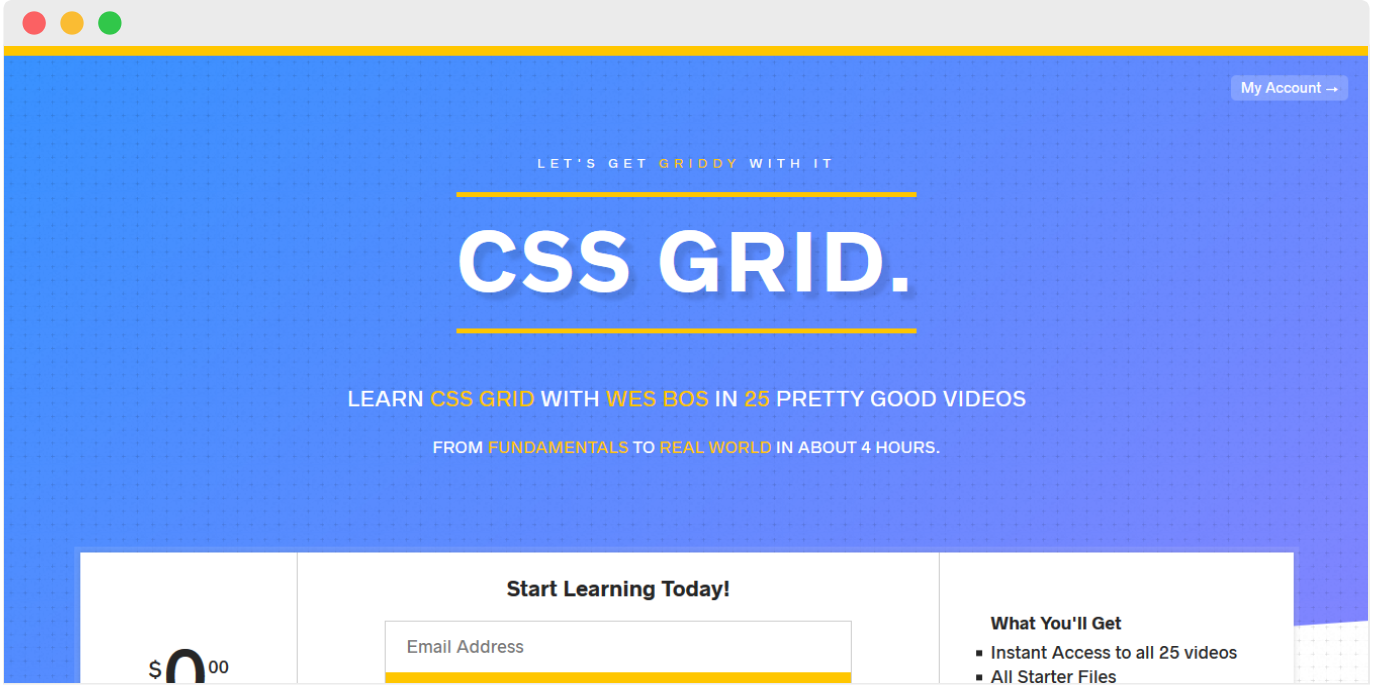 My Account →
LET'S GET GRIDDY WITH IT
CSS GRID.
LEARN CSS GRID WITH WES BOS IN 25 PRETTY GOOD VIDEOS
FROM FUNDAMENTALS TO REAL WORLD IN ABOUT 4 HOURS.
$000
Start Learning Today!
Email Address
What You'll Get
▪ Instant Access to all 25 videos
▪ All Starter Files